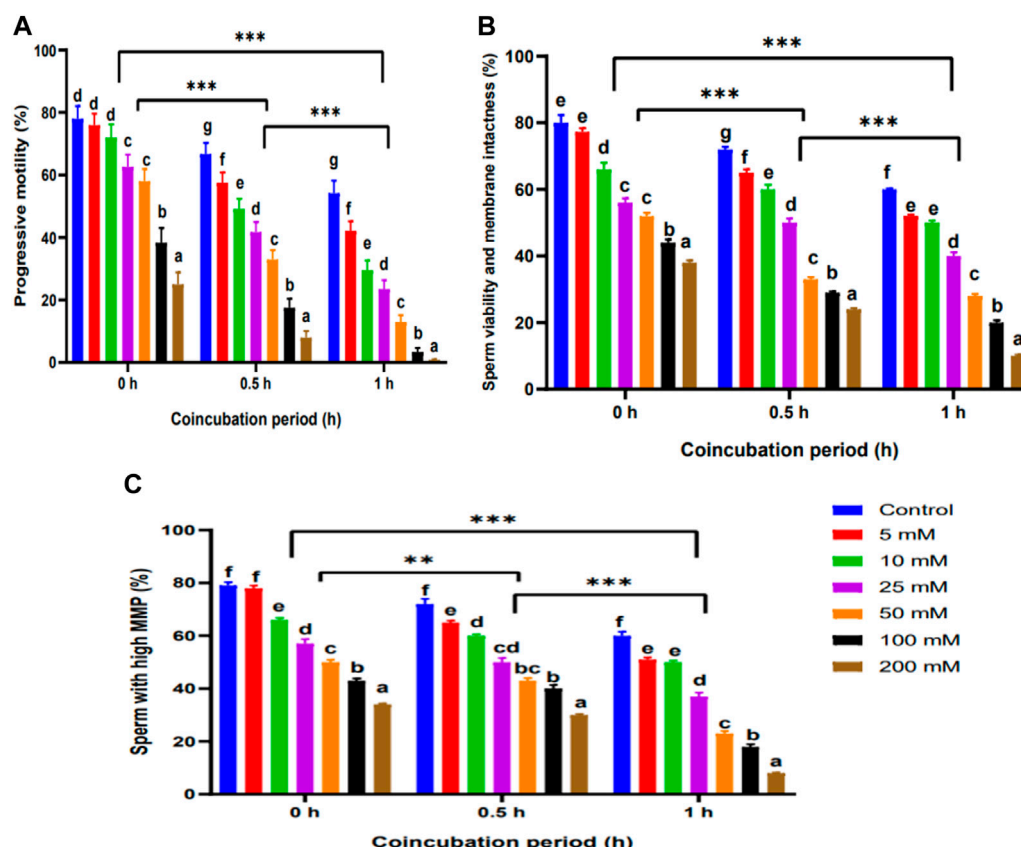 A
***
***
***
Progressive motility (%)
100
80
60
40
20
0
d d d c c b a
g f e d c b a
g f e d c b a
0 h 0.5 h 1 h
Coincubation period (h)
B
***
***
***
Sperm viability and membrane intactness (%)
100
80
60
40
20
0
e e d c c b a
g f e d c b a
f e e d c b a
0 h 0.5 h 1 h
Coincubation period (h)
C
***
**
***
Sperm with high MMP (%)
100
80
60
40
20
0
f f e d c b a
f e d cd bc b a
f e e d c b a
0 h 0.5 h 1 h
Coincubation period (h)
Control
5 mM
10 mM
25 mM
50 mM
100 mM
200 mM